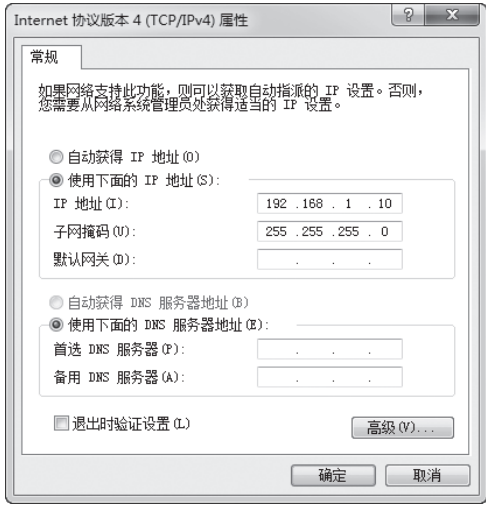 Internet 协议版本 4 (TCP/IPv4) 属性
?
X
常规
如果网络支持此功能，则可以获取自动指派的 IP 设置。否则，
您需要从网络系统管理员处获得适当的 IP 设置。
自动获得 IP 地址(O)
使用下面的 IP 地址(S):
IP 地址(I): 192 .168 . 1 . 10
子网掩码(U): 255 .255 .255 . 0
默认网关(D): . . .
自动获得 DNS 服务器地址(B)
使用下面的 DNS 服务器地址(E):
首选 DNS 服务器(P): . . .
备用 DNS 服务器(A): . . .
退出时验证设置(L)
高级(V)...
确定
取消